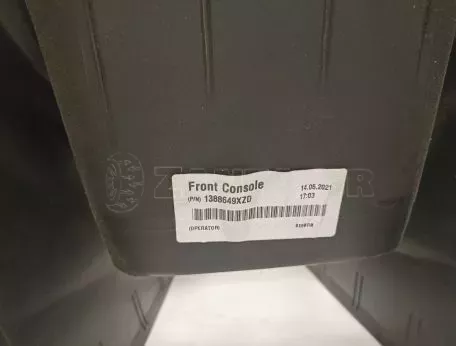 Front Console
14.05.2021
(P/N) 1388649XZD
17:03
(OPERATOR)